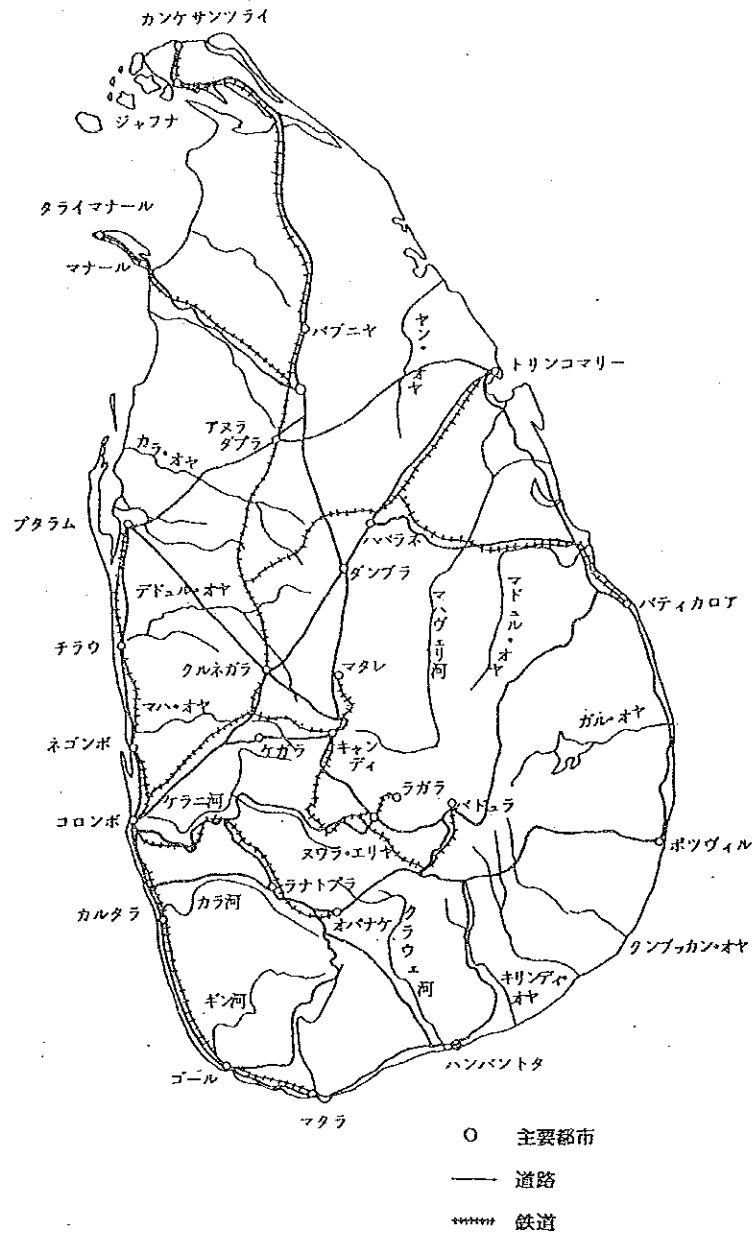 カンケサンツライ
ジャフナ
タライマナール
マナール
バブニヤ
ヤン・オヤ
トリンコマリー
アヌラ
ダプラ
カラ・オヤ
プタラム
ハバラネ
ダンブラ
デドュル・オヤ
マハヴェリ河
マドュル・オヤ
バティカロア
チラウ
クルネガラ
マタレ
マハ・オヤ
ガル・オヤ
ネゴンボ
ケガラ
キャン
ディ
ケラニ河
ラガラ
バドュラ
コロンボ
ヌワラ・エリヤ
ポツヴィル
ラナトプラ
カルタラ
カラ河
オパナケ
クラウェ河
クンブッカン・オヤ
ギン河
キリンディ・
オヤ
ゴール
ハンバントタ
マタラ
○ 主要都市
道路
鉄道